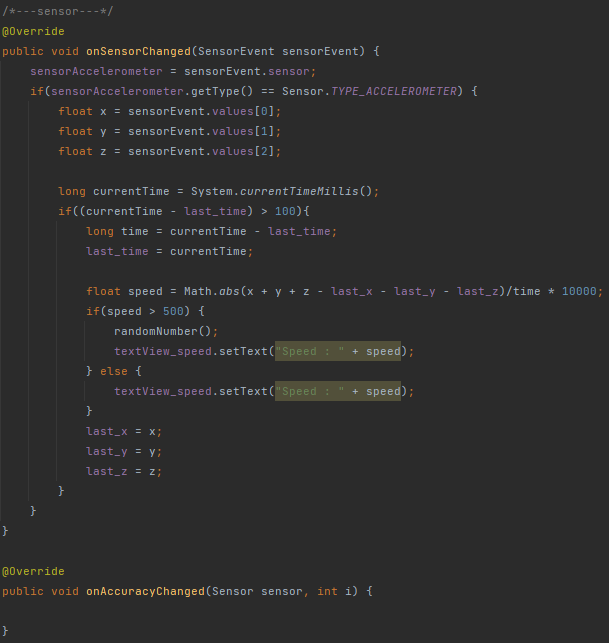 /*---sensor---*/
@Override
public void onSensorChanged(SensorEvent sensorEvent) {
    sensorAccelerometer = sensorEvent.sensor;
    if(sensorAccelerometer.getType() == Sensor.TYPE_ACCELEROMETER) {
        float x = sensorEvent.values[0];
        float y = sensorEvent.values[1];
        float z = sensorEvent.values[2];

        long currentTime = System.currentTimeMillis();
        if((currentTime - last_time) > 100){
            long time = currentTime - last_time;
            last_time = currentTime;

            float speed = Math.abs(x + y + z - last_x - last_y - last_z)/time * 10000;
            if(speed > 500) {
                randomNumber();
                textView_speed.setText("Speed : " + speed);
            } else {
                textView_speed.setText("Speed : " + speed);
            }
            last_x = x;
            last_y = y;
            last_z = z;
        }
    }
}

@Override
public void onAccuracyChanged(Sensor sensor, int i) {

}